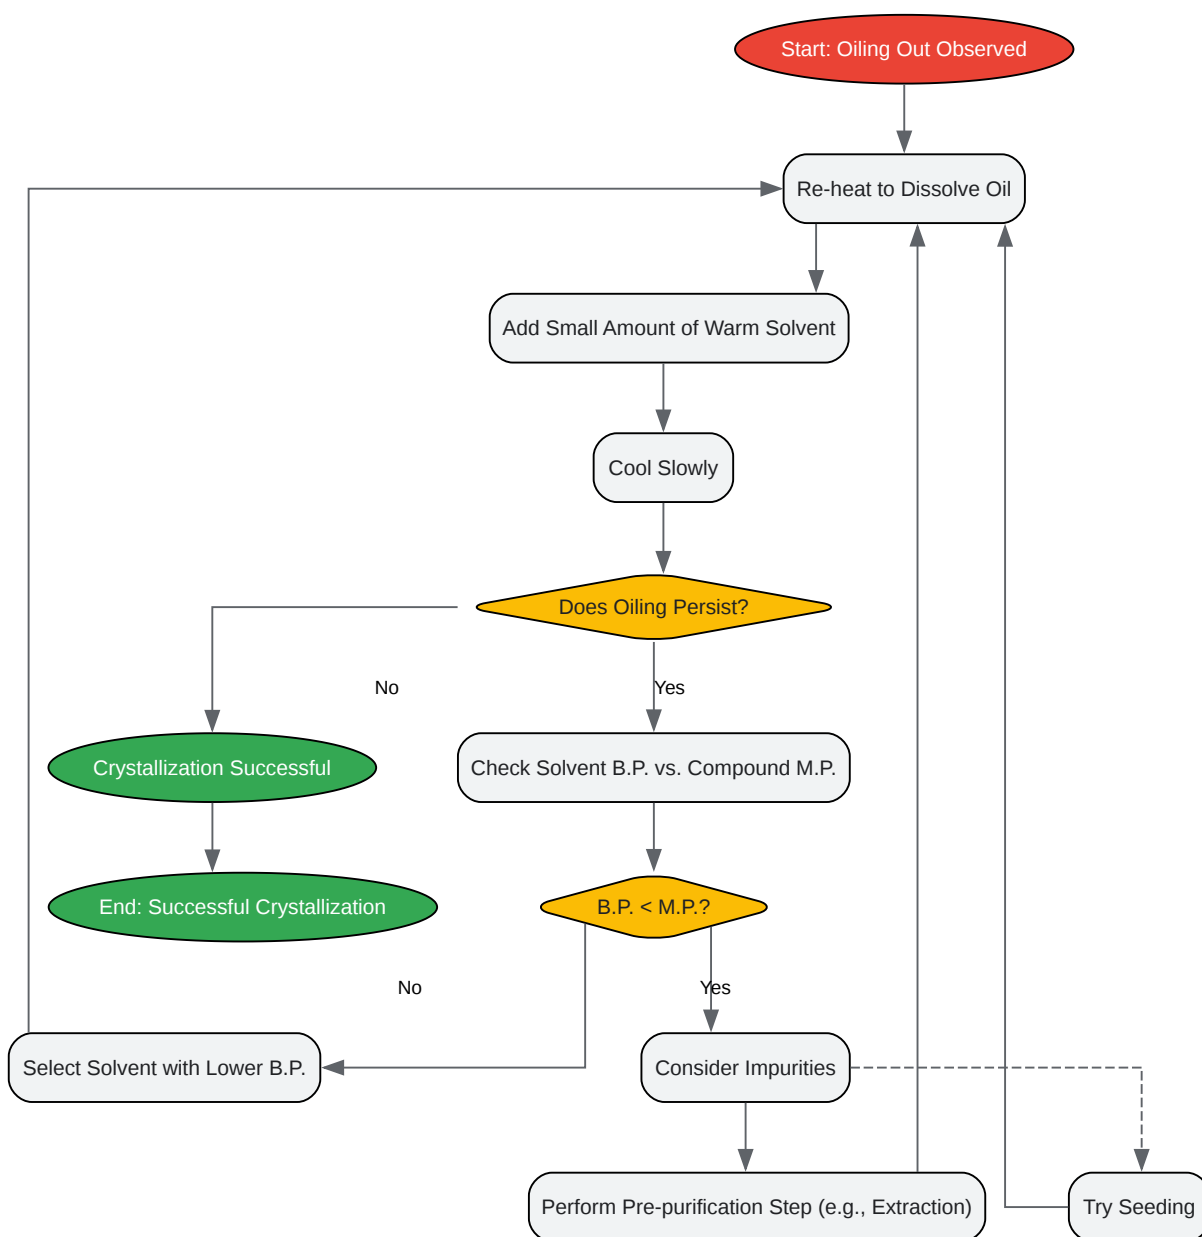 Start: Oiling Out Observed
Re-heat to Dissolve Oil
Add Small Amount of Warm Solvent
Cool Slowly
Does Oiling Persist?
No
Yes
Crystallization Successful
Check Solvent B.P. vs. Compound M.P.
End: Successful Crystallization
B.P. < M.P.?
No
Yes
Select Solvent with Lower B.P.
Consider Impurities
Perform Pre-purification Step (e.g., Extraction)
Try Seeding